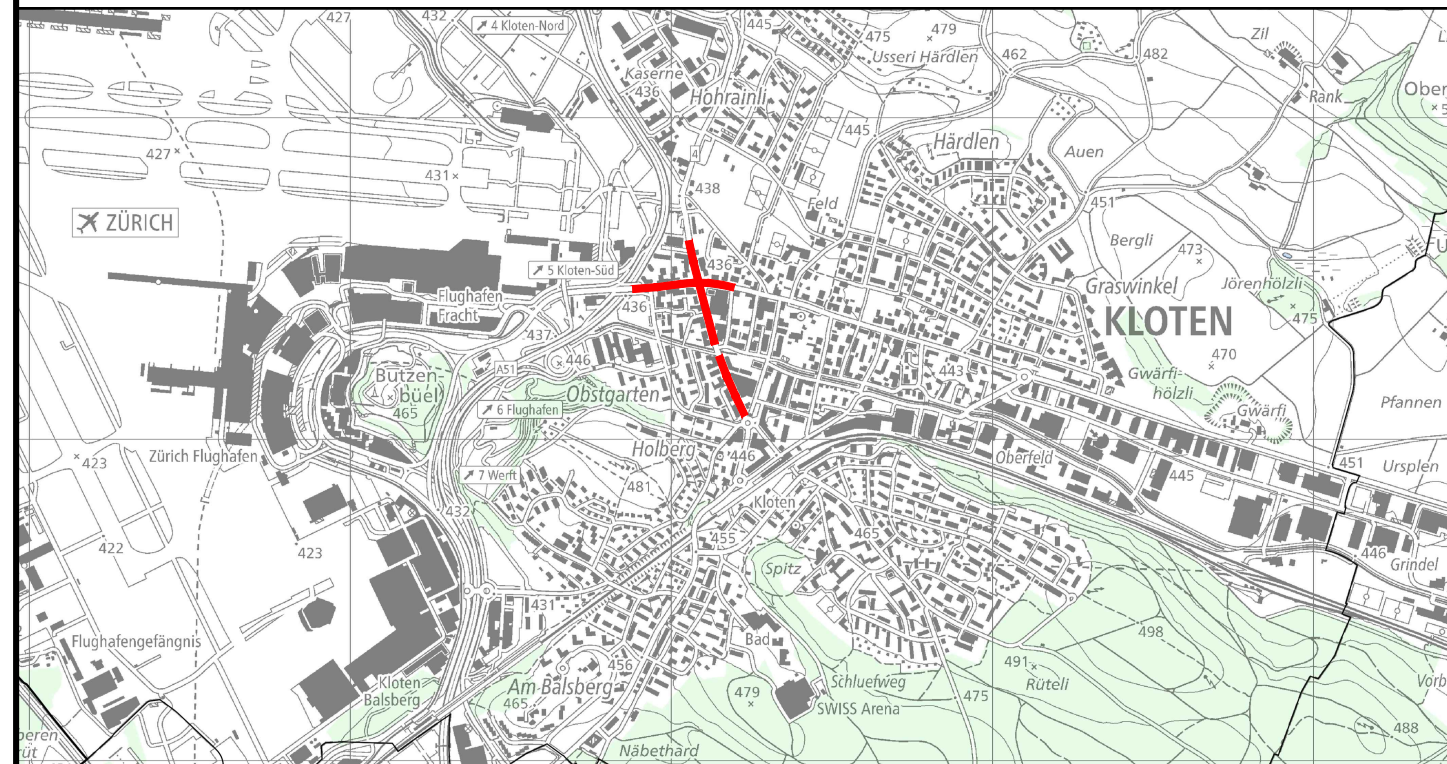 427
432
4 Kloten-Nord
445
475
479
Usseri Härdlen
462
482
Zil
Kaserne
436
Hohrainli
Rank
Ober
427
431
4
445
Härdlen
Auen
438
Feld
451
ZÜRICH
Bergli
473
5 Kloten-Süd
436
Graswinkel
Jörenhölzli
Flughafen
Fracht
436
KLOTEN
475
437
446
A51
470
Butzen-
büel
465
Obstgarten
443
Gwärfi-
hölzli
Pfannen
6 Flughafen
Gwärfi
423
Zürich Flughafen
Holberg
446
Oberfeld
451
Ursplen
7 Werft
481
445
432
Kloten
422
423
455
465
446
Grindel
Spitz
431
Flughafengefängnis
Bad
498
456
491
Rüteli
Kloten
Balsberg
Am Balsberg
465
479
Schluefweg
SWISS Arena
475
Vorb
488
Näbethard